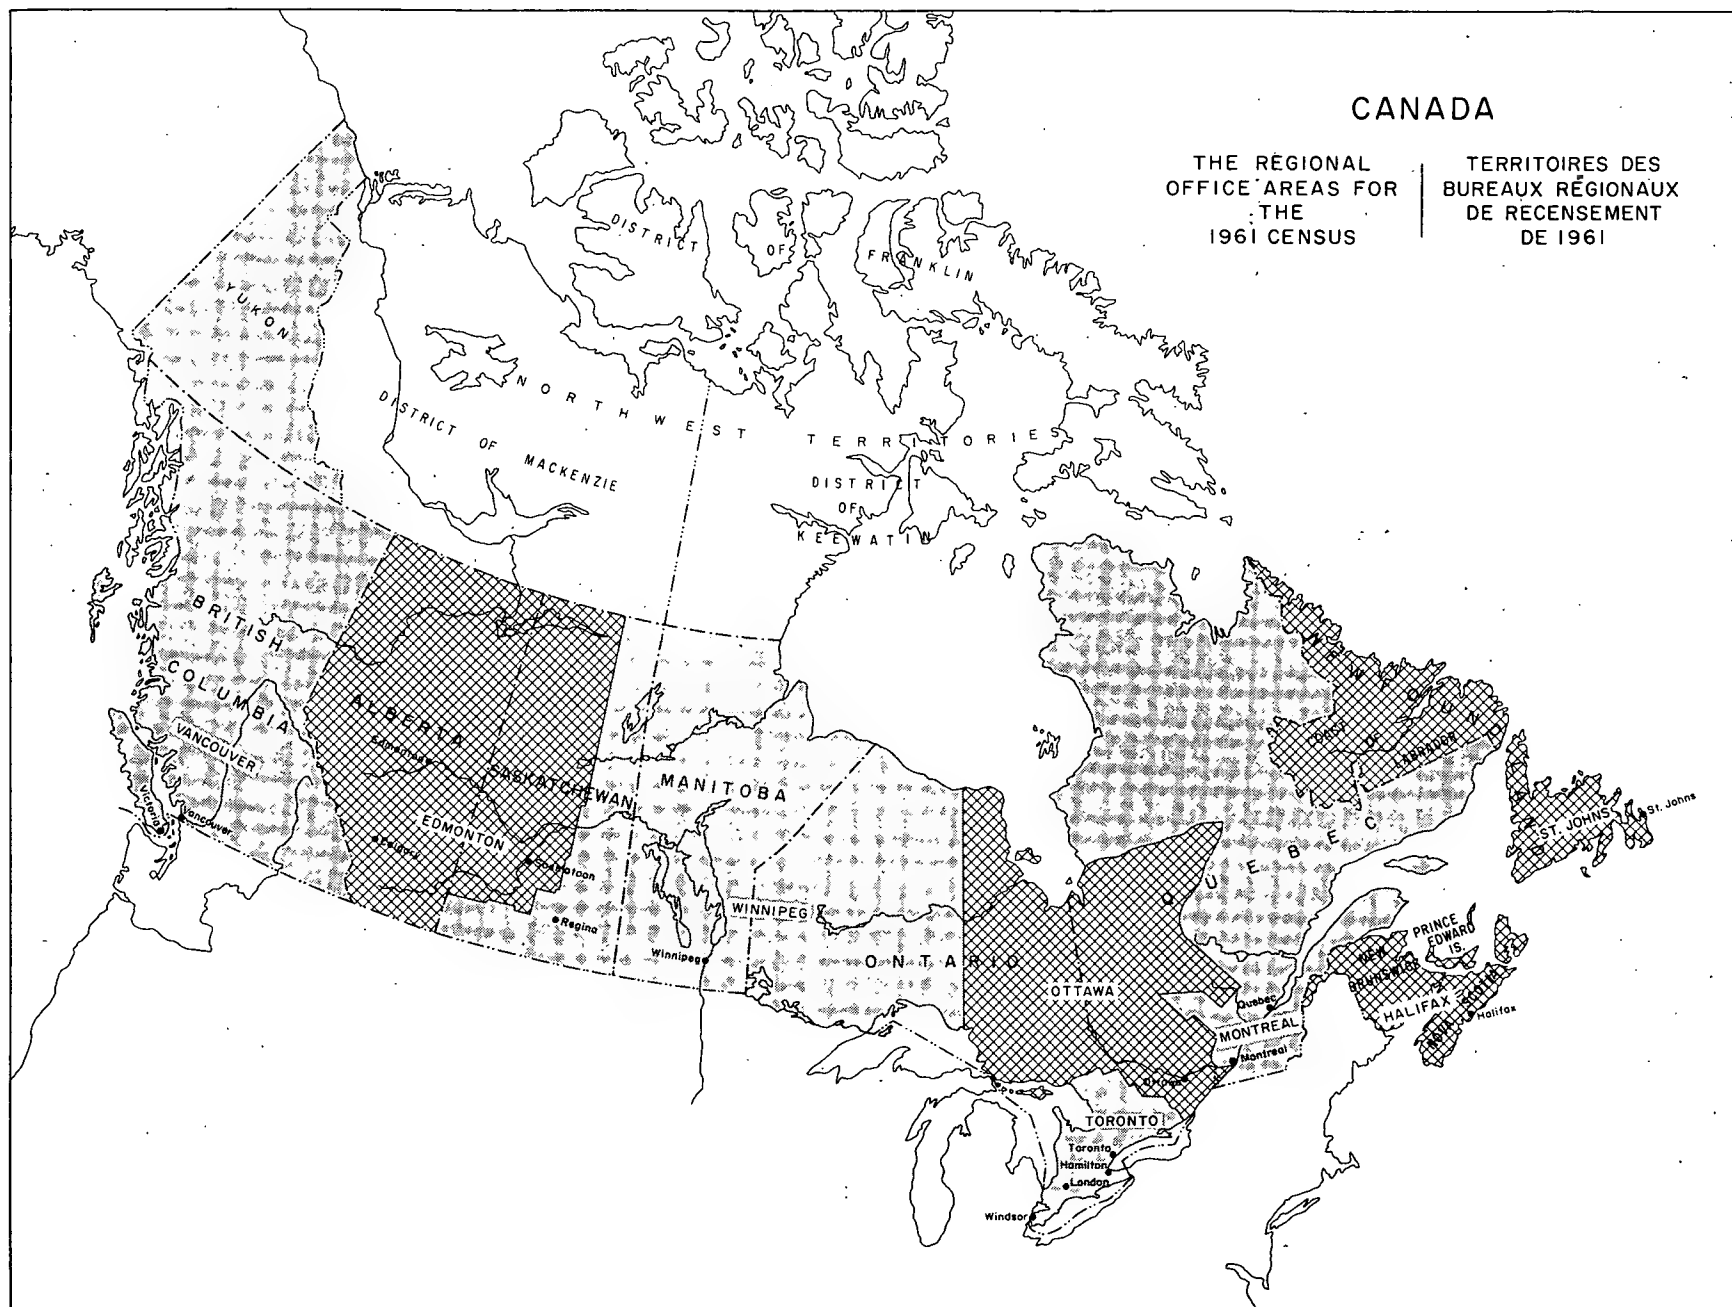 CANADA
THE REGIONAL
OFFICE AREAS FOR
THE
1961 CENSUS
TERRITOIRES DES
BUREAUX RÉGIONAUX
DE RECENSEMENT
DE 1961
YUKON
DISTRICT OF FRANKLIN
NORTHWEST TERRITORIES
DISTRICT OF MACKENZIE
DISTRICT
OF
KEEWATIN
BRITISH
COLUMBIA
VANCOUVER
Victoria
Vancouver
ALBERTA
Edmonton
SASKATCHEWAN
EDMONTON
Calgary
Saskatoon
Regina
MANITOBA
WINNIPEG
Winnipeg
ONTARIO
OTTAWA
Ottawa
QUEBEC
Quebec
MONTREAL
Montreal
TORONTO
Toronto
Hamilton
London
Windsor
COAST OF LABRADOR
ST. JOHNS
St. Johns
PRINCE
EDWARD
IS.
NEW
BRUNSWICK
HALIFAX
NOVA SCOTIA
Halifax